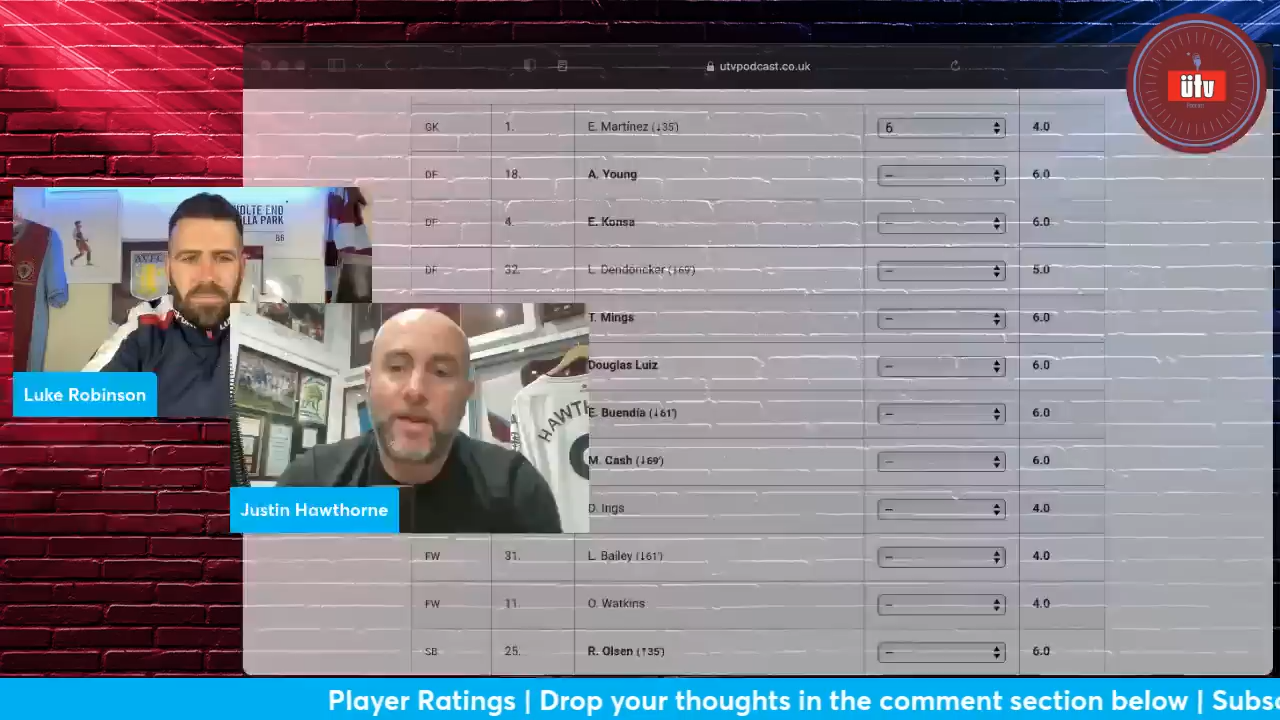 utvpodcast.co.uk
ütv
GK 1. E. Martínez (↓35') 6 4.0
DF 18. A. Young – 6.0
DF 4. E. Konsa – 6.0
DF 32. L. Dendoncker (↓69') – 5.0
T. Mings – 6.0
Douglas Luiz – 6.0
E. Buendía (↓61') – 6.0
M. Cash (↓69') – 6.0
D. Ings – 4.0
FW 31. L. Bailey (↓61') – 4.0
FW 11. O. Watkins – 4.0
SB 25. R. Olsen (↑35') – 6.0
HOLTE END
VILLA PARK
B6
AVFC
Luke Robinson
HAWTH
Justin Hawthorne
Player Ratings | Drop your thoughts in the comment section below | Subs